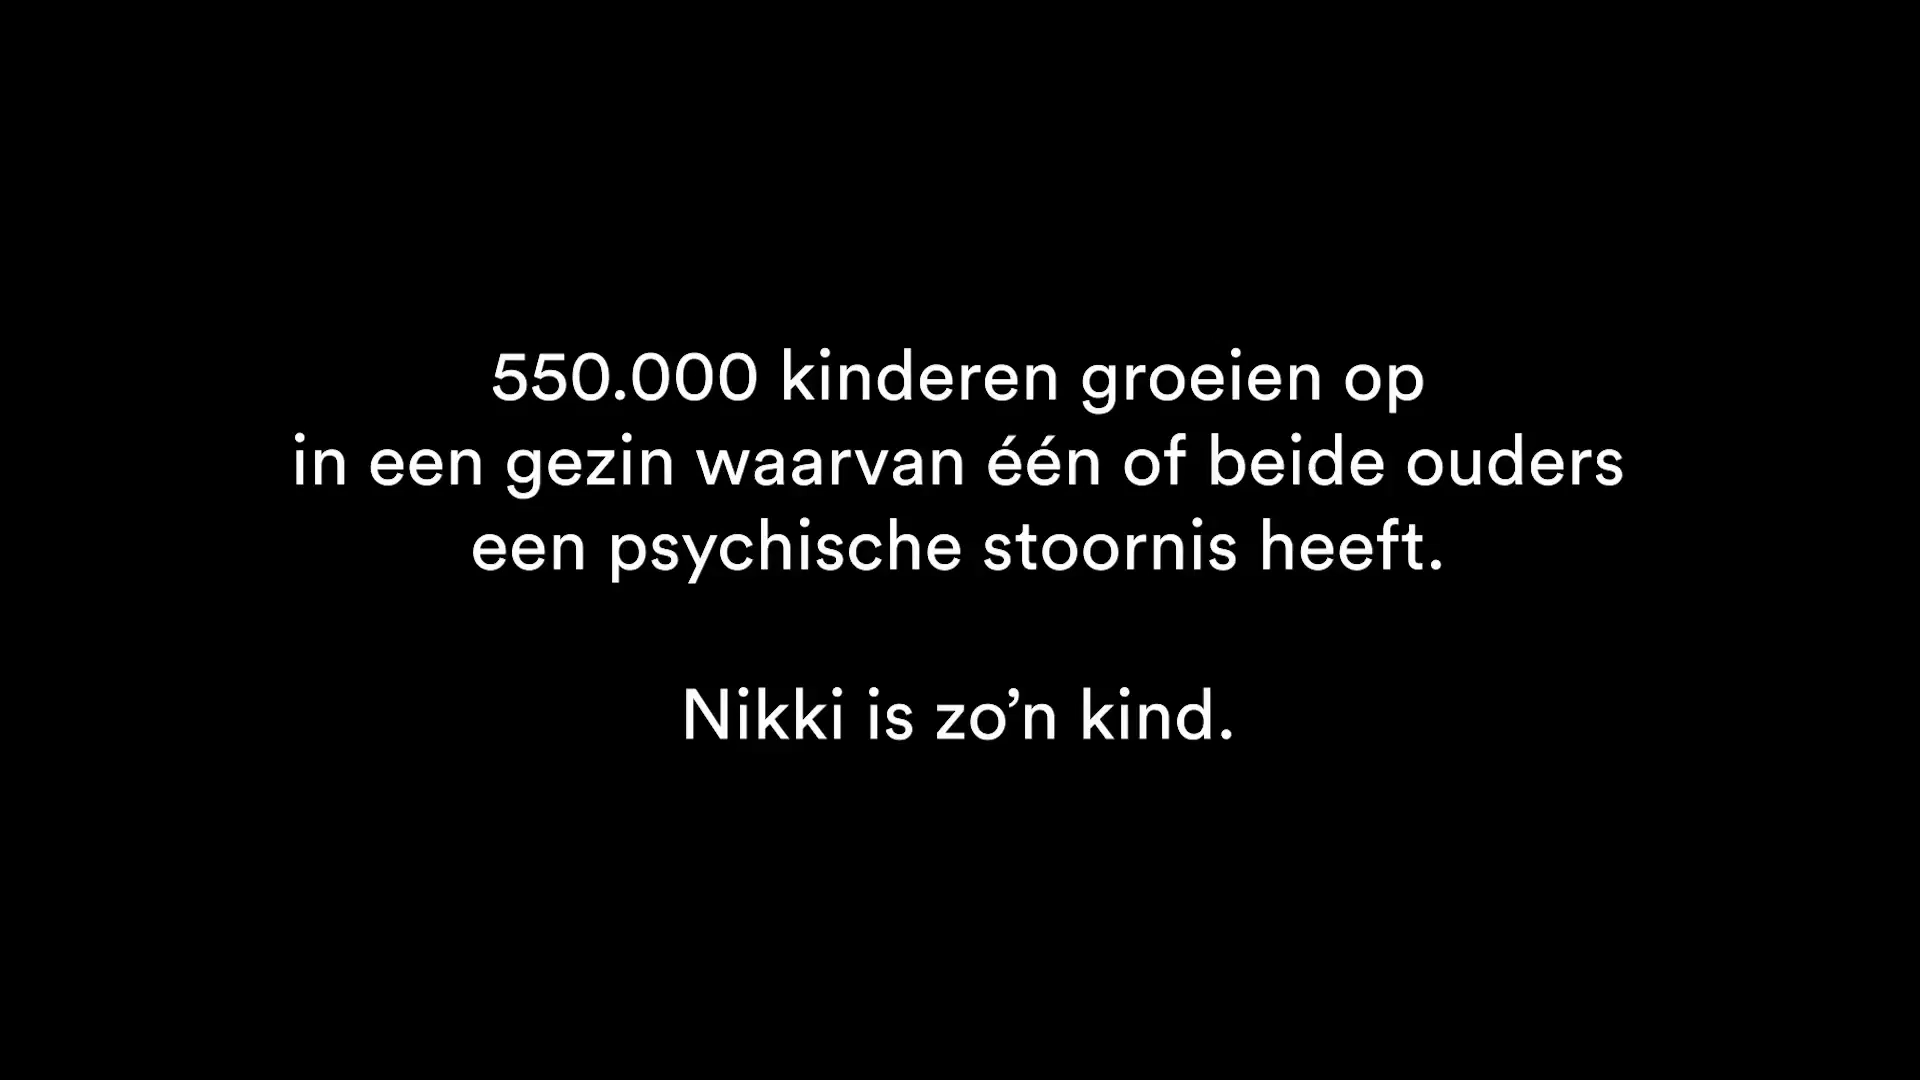 550.000 kinderen groeien op
in een gezin waarvan één of beide ouders
een psychische stoornis heeft.
Nikki is zo’n kind.